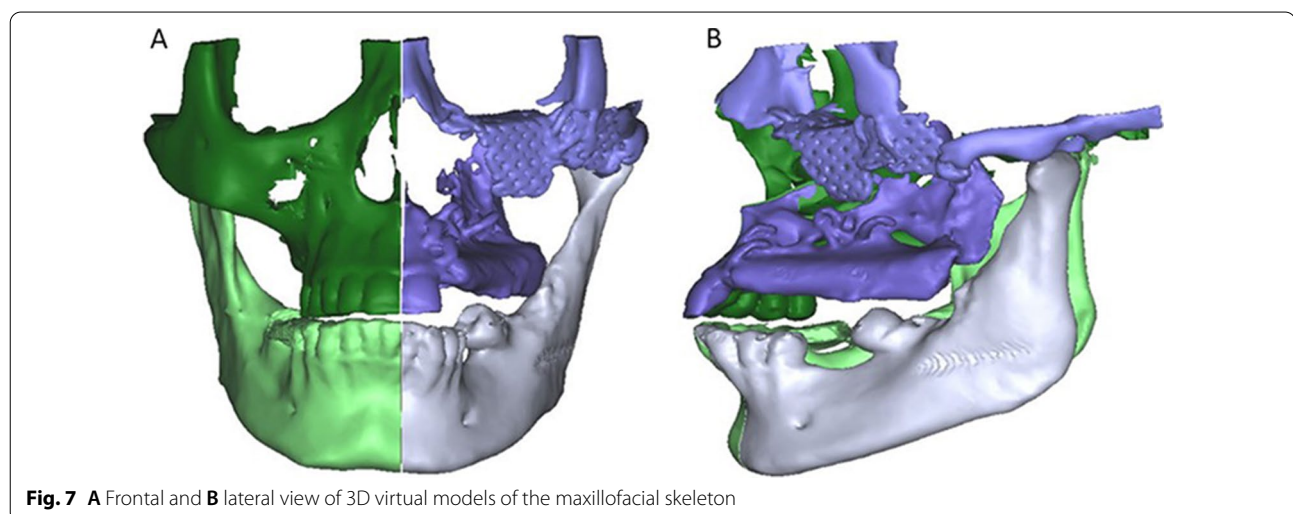 A
B
Fig. 7 A Frontal and B lateral view of 3D virtual models of the maxillofacial skeleton